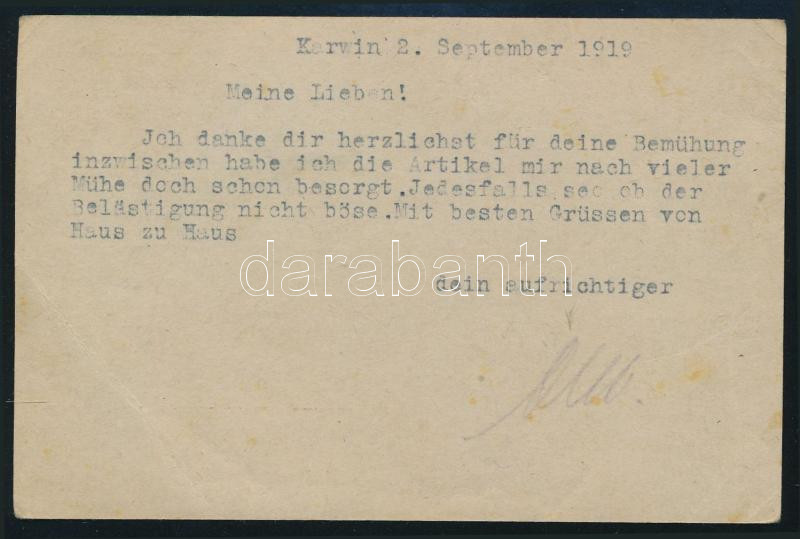 Karwin 2. September 1919
Meine Lieben!
Jch danke dir herzlichst für deine Bemühung
inzwischen habe ich die Artikel mir nach vieler
Mühe doch schon besorgt.Jedesfalls sec ob der
Belästigung nicht böse.Mit besten Grüssen von
Haus zu Haus
darabanth
dein aufrichtiger